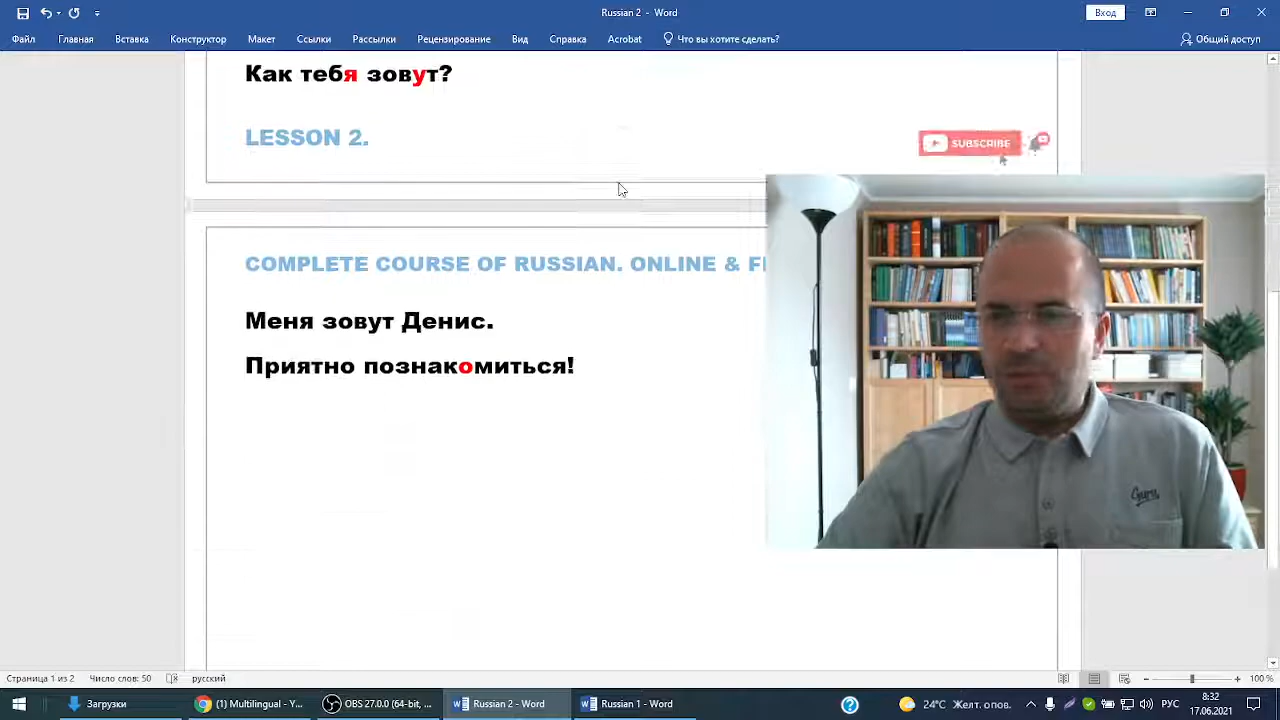 Russian 2 - Word
Вход
Файл Главная Вставка Конструктор Макет Ссылки Рассылки Рецензирование Вид Справка Acrobat Что вы хотите сделать? Общий доступ
Как тебя зовут?
LESSON 2.
SUBSCRIBE
COMPLETE COURSE OF RUSSIAN. ONLINE &
Меня зовут Денис.
Приятно познакомиться!
Guru
Страница 1 из 2 Число слов: 50 русский 100 %
Загрузки (1) Multilingual - Y... OBS 27.0.0 (64-bit, ... Russian 2 - Word Russian 1 - Word 24°C Желт. опов. РУС 8:32
17.06.2021